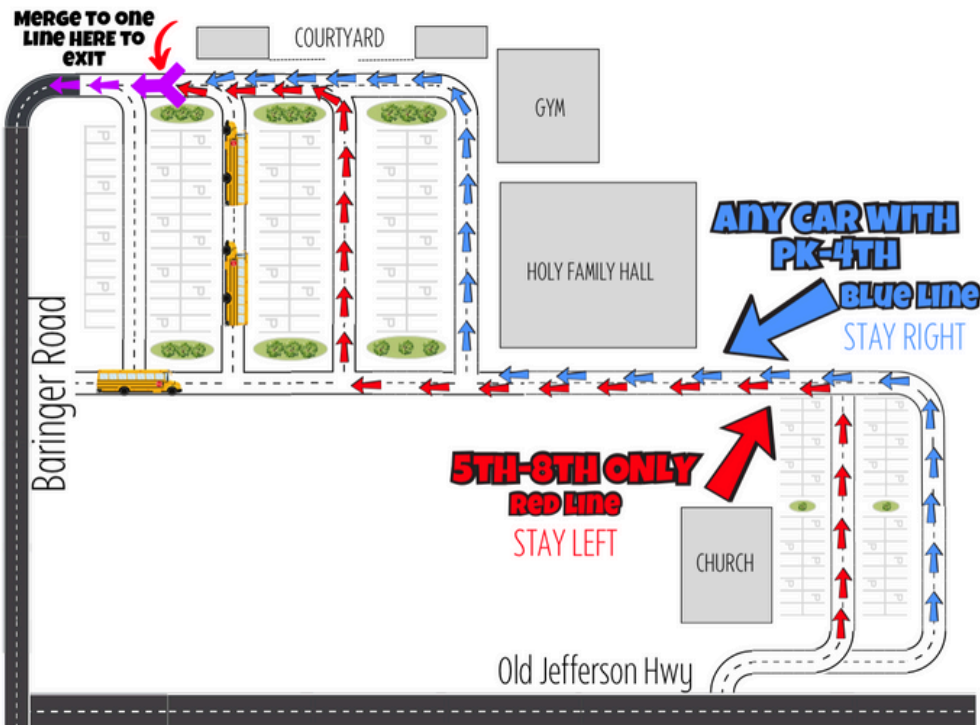 MERGE TO ONE
LINE HERE TO
EXIT
COURTYARD
GYM
HOLY FAMILY HALL
ANY CAR WITH
PK-4TH
BLUE LINE
STAY RIGHT
Baringer Road
5TH-8TH ONLY
RED LINE
STAY LEFT
CHURCH
Old Jefferson Hwy